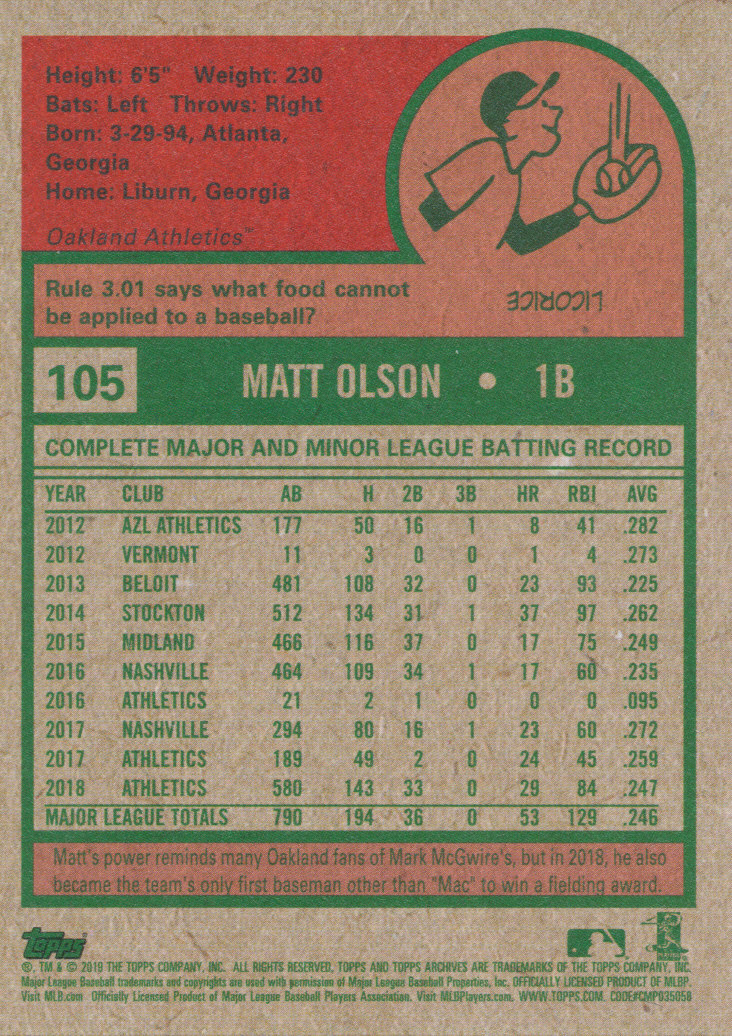 Height: 6'5" Weight: 230
Bats: Left Throws: Right
Born: 3-29-94, Atlanta,
Georgia
Home: Liburn, Georgia
Oakland Athletics™
Rule 3.01 says what food cannot
be applied to a baseball?
LICORICE
105 MATT OLSON • 1B
COMPLETE MAJOR AND MINOR LEAGUE BATTING RECORD
YEAR CLUB AB H 2B 3B HR RBI AVG
2012 AZL ATHLETICS 177 50 16 1 8 41 .282
2012 VERMONT 11 3 0 0 1 4 .273
2013 BELOIT 481 108 32 0 23 93 .225
2014 STOCKTON 512 134 31 1 37 97 .262
2015 MIDLAND 466 116 37 0 17 75 .249
2016 NASHVILLE 464 109 34 1 17 60 .235
2016 ATHLETICS 21 2 1 0 0 0 .095
2017 NASHVILLE 294 80 16 1 23 60 .272
2017 ATHLETICS 189 49 2 0 24 45 .259
2018 ATHLETICS 580 143 33 0 29 84 .247
MAJOR LEAGUE TOTALS 790 194 36 0 53 129 .246
Matt's power reminds many Oakland fans of Mark McGwire's, but in 2018, he also
became the team's only first baseman other than "Mac" to win a fielding award.
topps
®, TM & © 2019 THE TOPPS COMPANY, INC. ALL RIGHTS RESERVED, TOPPS AND TOPPS ARCHIVES ARE TRADEMARKS OF THE TOPPS COMPANY, INC.
Major League Baseball trademarks and copyrights are used with permission of Major League Baseball Properties, Inc. OFFICIALLY LICENSED PRODUCT OF MLBP.
Visit MLB.com Officially Licensed Product of Major League Baseball Players Association. Visit MLBPlayers.com. WWW.TOPPS.COM. CODE#CMP035058